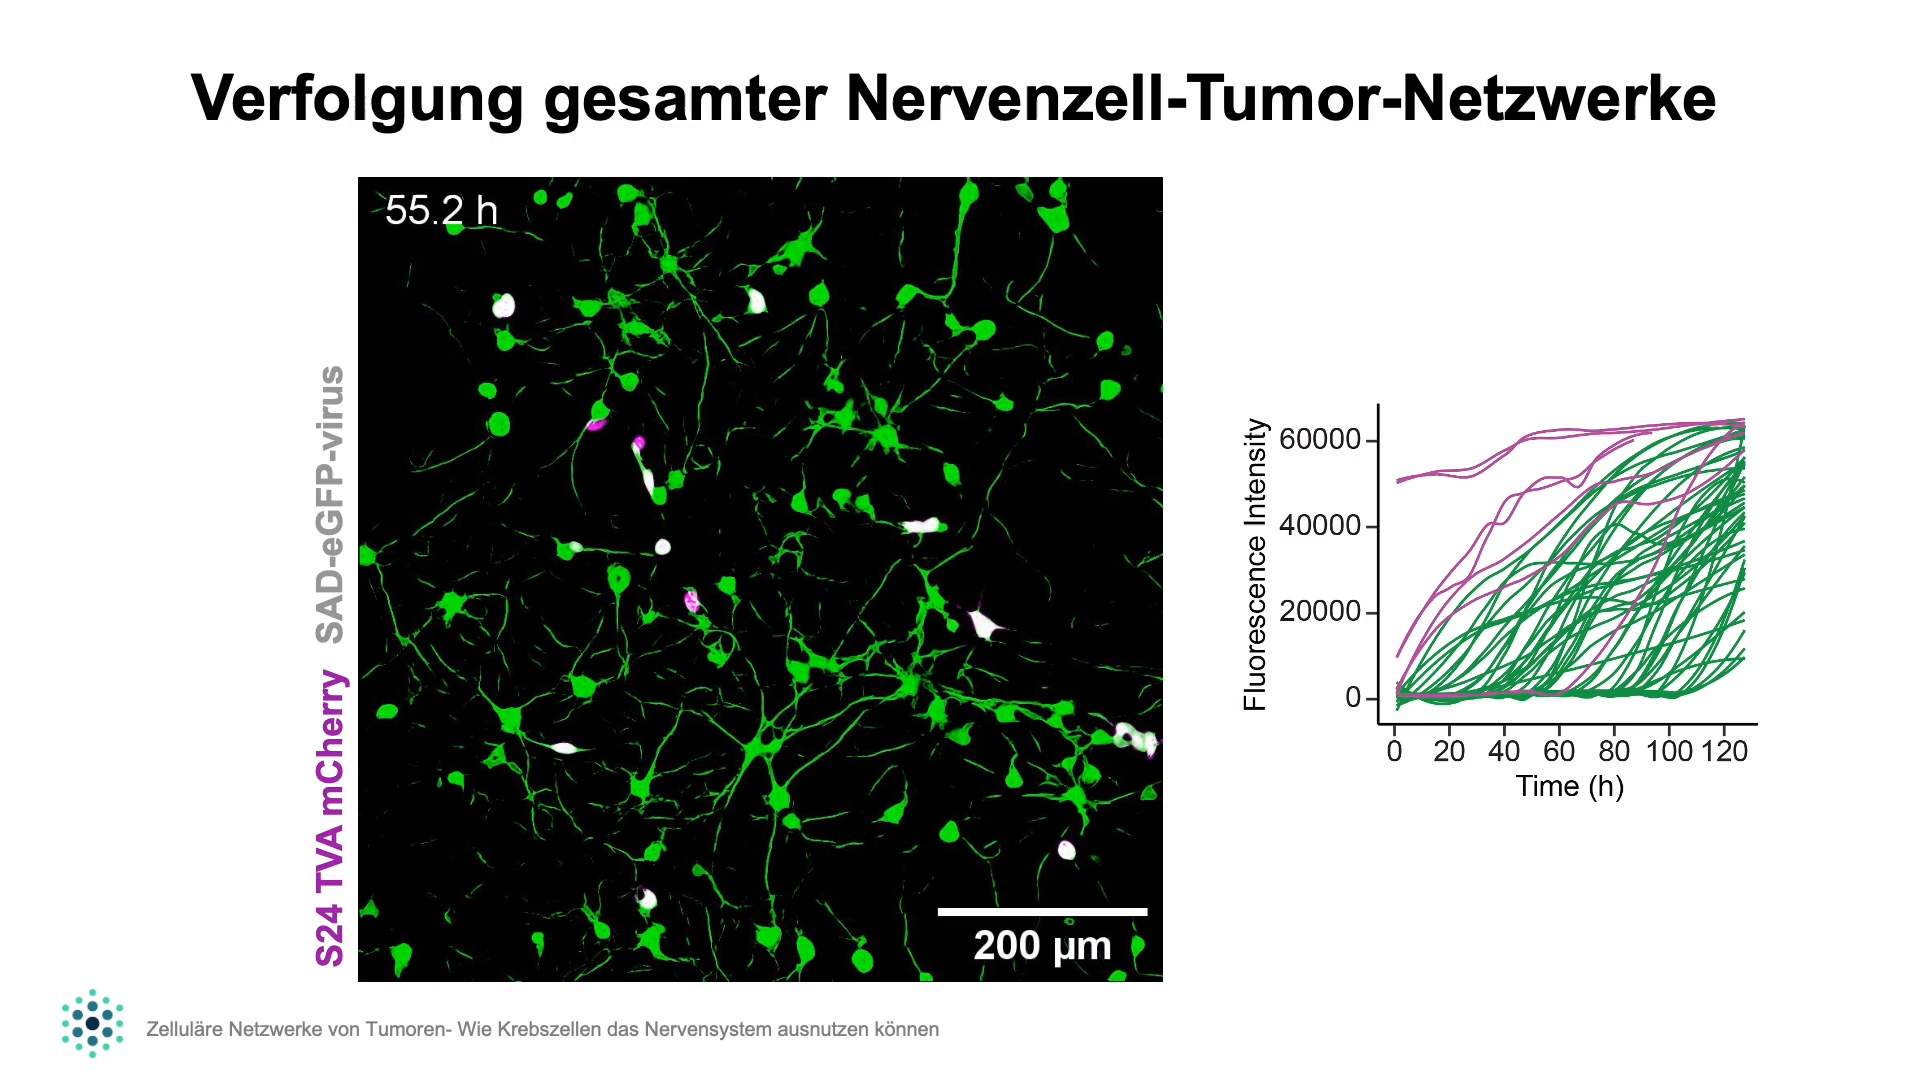 Verfolgung gesamter Nervenzell-Tumor-Netzwerke
55.2 h
S24 TVA mCherry SAD-eGFP-virus
200 µm
Fluorescence Intensity
60000
40000
20000
0
0 20 40 60 80 100 120
Time (h)
Zelluläre Netzwerke von Tumoren- Wie Krebszellen das Nervensystem ausnutzen können